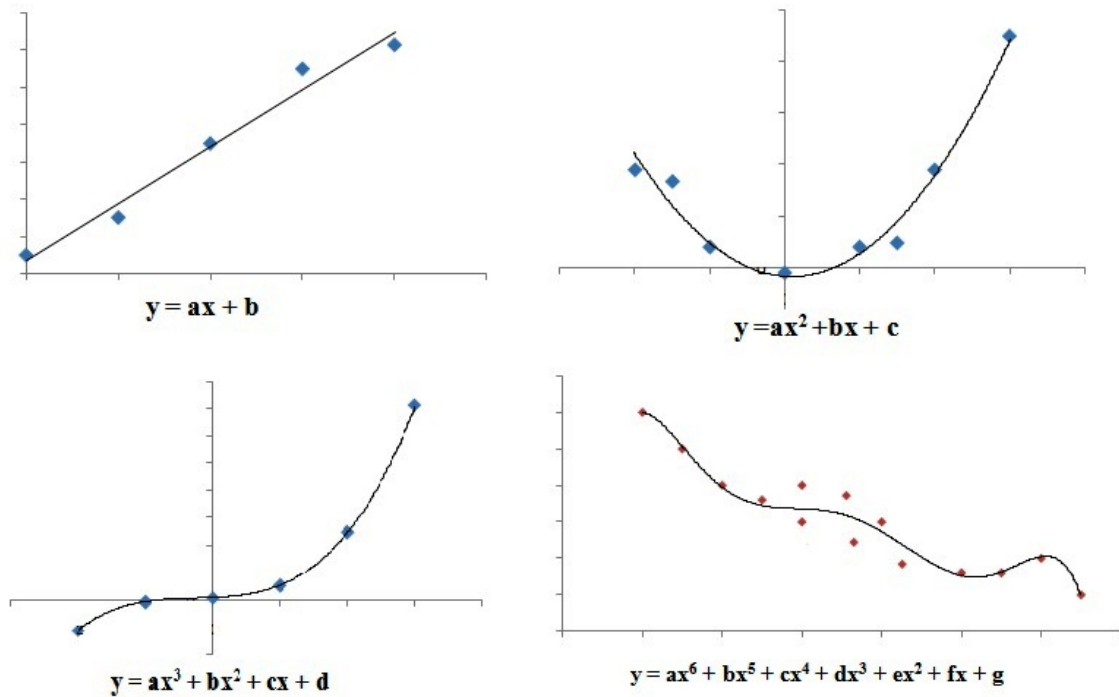 y = ax + b
y =ax² +bx + c
y = ax³ + bx² + cx + d
y = ax⁶ + bx⁵ + cx⁴ + dx³ + ex² + fx + g